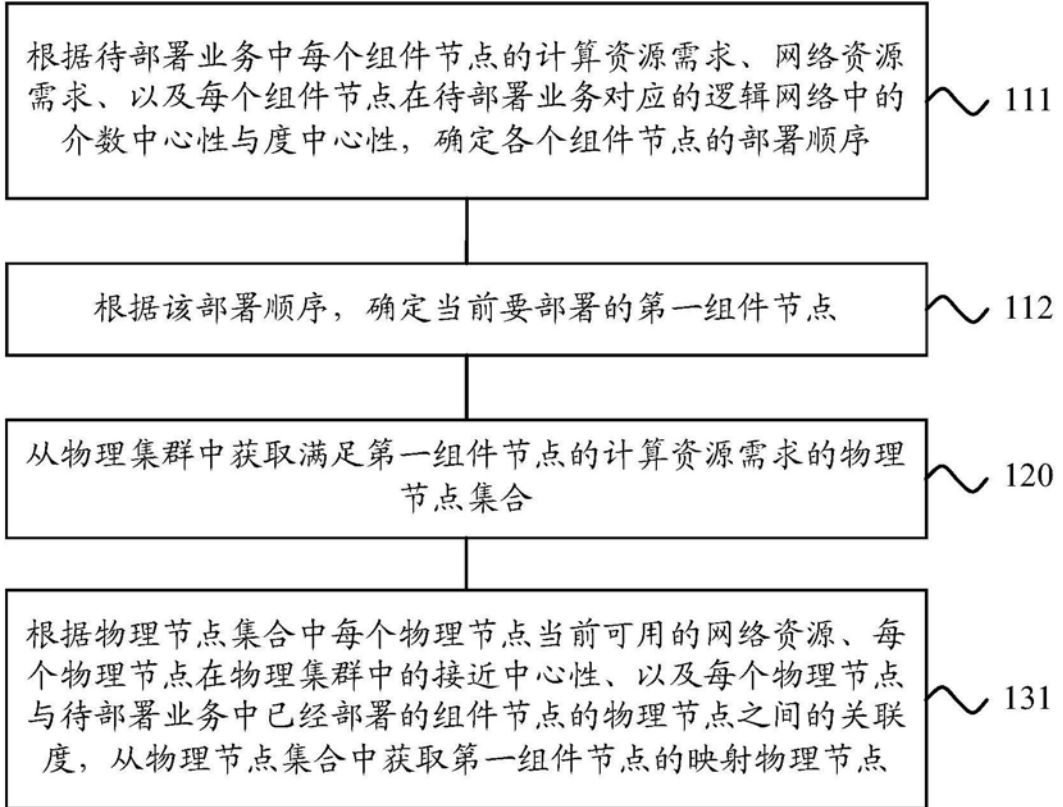 根据待部署业务中每个组件节点的计算资源需求、网络资源
需求、以及每个组件节点在待部署业务对应的逻辑网络中的
介数中心性与度中心性，确定各个组件节点的部署顺序
111
根据该部署顺序，确定当前要部署的第一组件节点
112
从物理集群中获取满足第一组件节点的计算资源需求的物理
节点集合
120
根据物理节点集合中每个物理节点当前可用的网络资源、每
个物理节点在物理集群中的接近中心性、以及每个物理节点
与待部署业务中已经部署的组件节点的物理节点之间的关联
度，从物理节点集合中获取第一组件节点的映射物理节点
131